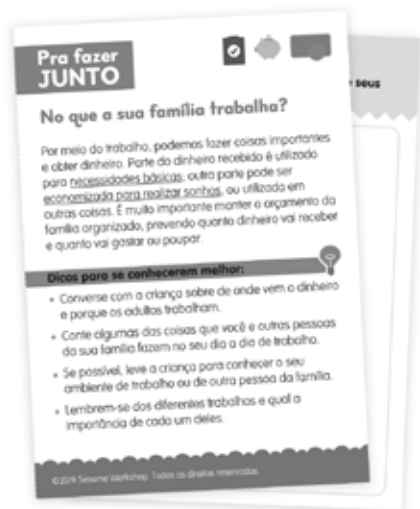 Pra fazer
JUNTO
seus
No que a sua família trabalha?
Por meio do trabalho, podemos fazer coisas importantes
e obter dinheiro. Parte do dinheiro recebido é utilizado
para necessidades básicas, outra parte pode ser
economizada para realizar sonhos, ou utilizada em
outras coisas. É muito importante manter o orçamento da
família organizado, prevendo quanto dinheiro vai receber
e quanto vai gastar ou poupar.
Dicas para se conhecerem melhor:
• Converse com a criança sobre de onde vem o dinheiro
e porque os adultos trabalham.
• Conte algumas das coisas que você e outras pessoas
da sua família fazem no seu dia a dia de trabalho.
• Se possível, leve a criança para conhecer o seu
ambiente de trabalho ou de outra pessoa da família.
• Lembrem-se dos diferentes trabalhos e qual a
importância de cada um deles.
©2019 Sesame Workshop. Todos os direitos reservados.